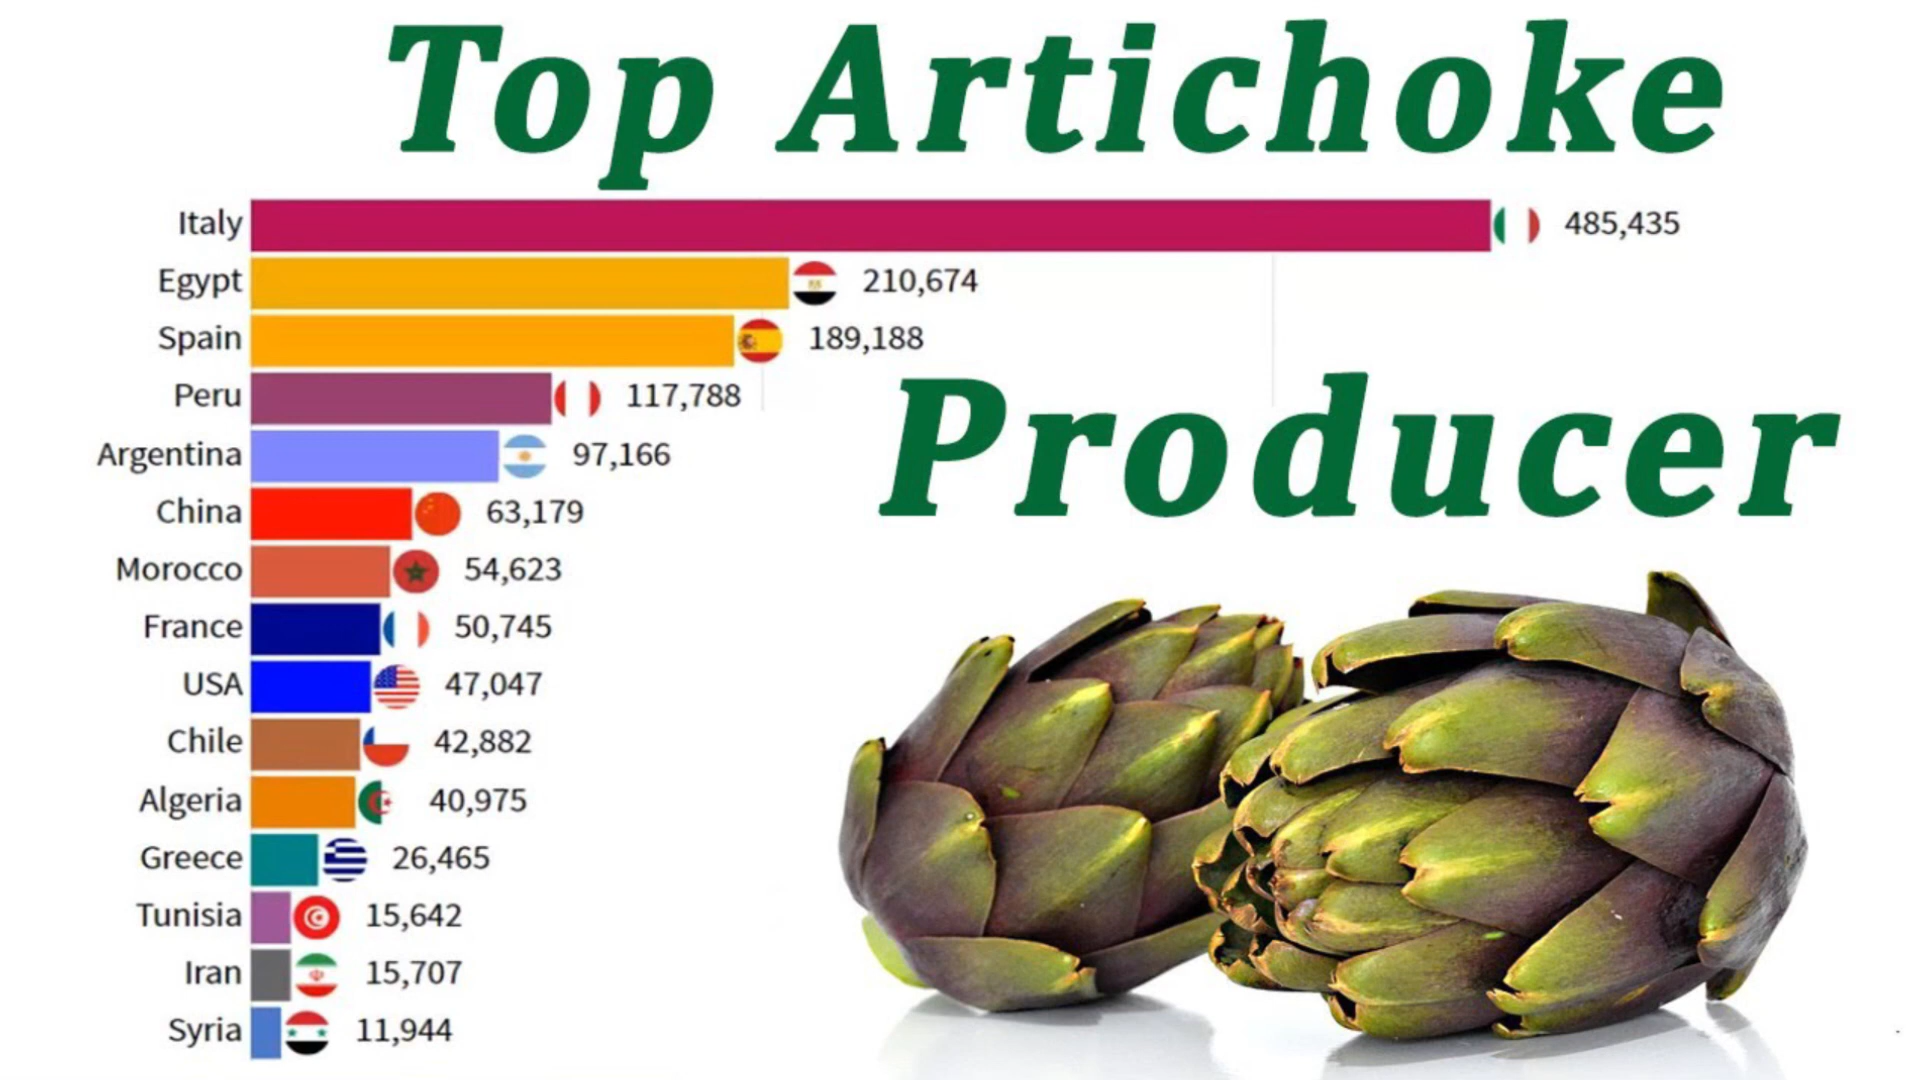 Top Artichoke
Italy 485,435
Egypt 210,674
Spain 189,188
Peru 117,788
Producer
Argentina 97,166
China 63,179
Morocco 54,623
France 50,745
USA 47,047
Chile 42,882
Algeria 40,975
Greece 26,465
Tunisia 15,642
Iran 15,707
Syria 11,944